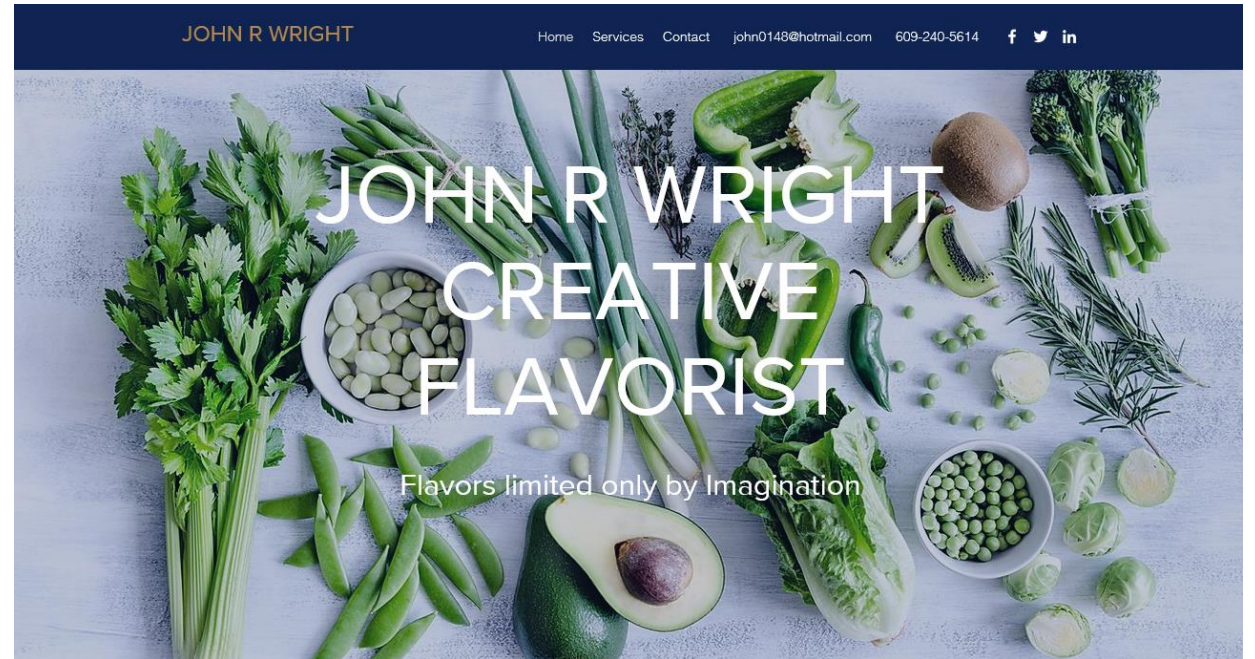 JOHN R WRIGHT
Home Services Contact john0148@hotmail.com 609-240-5614
JOHN R WRIGHT
CREATIVE
FLAVORIST
Flavors limited only by Imagination